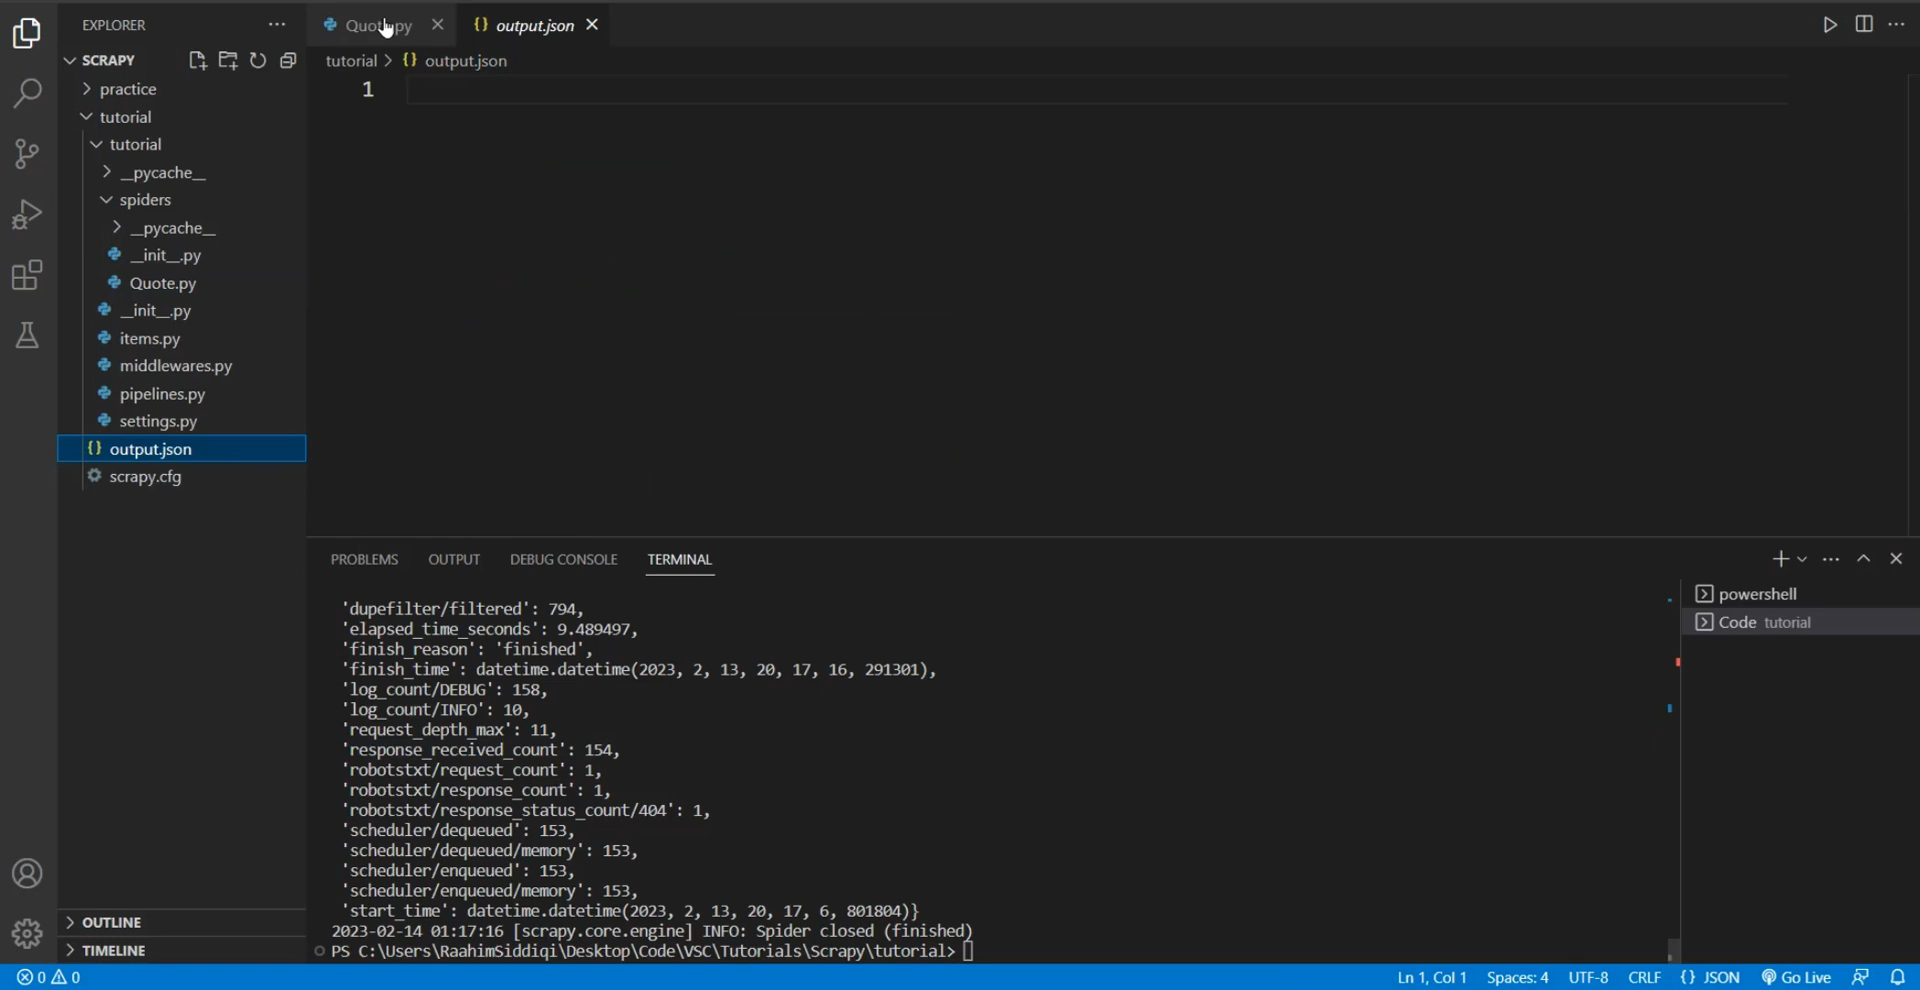 EXPLORER
SCRAPY
practice
tutorial
tutorial
__pycache__
spiders
__pycache__
__init__.py
Quote.py
__init__.py
items.py
middlewares.py
pipelines.py
settings.py
output.json
scrapy.cfg
OUTLINE
TIMELINE
output.json
tutorial > {} output.json
1
PROBLEMS OUTPUT DEBUG CONSOLE TERMINAL
'dupefilter/filtered': 794,
'elapsed_time_seconds': 9.489497,
'finish_reason': 'finished',
'finish_time': datetime.datetime(2023, 2, 13, 20, 17, 16, 291301),
'log_count/DEBUG': 158,
'log_count/INFO': 10,
'request_depth_max': 11,
'response_received_count': 154,
'robotstxt/request_count': 1,
'robotstxt/response_count': 1,
'robotstxt/response_status_count/404': 1,
'scheduler/dequeued': 153,
'scheduler/dequeued/memory': 153,
'scheduler/enqueued': 153,
'scheduler/enqueued/memory': 153,
'start_time': datetime.datetime(2023, 2, 13, 20, 17, 6, 801804)}
2023-02-14 01:17:16 [scrapy.core.engine] INFO: Spider closed (finished)
PS C:\Users\RaahimSiddiqi\Desktop\Code\VSC\Tutorials\Scrapy\tutorial>
powershell
Code tutorial
0 0
Ln 1, Col 1 Spaces: 4 UTF-8 CRLF {} JSON Go Live